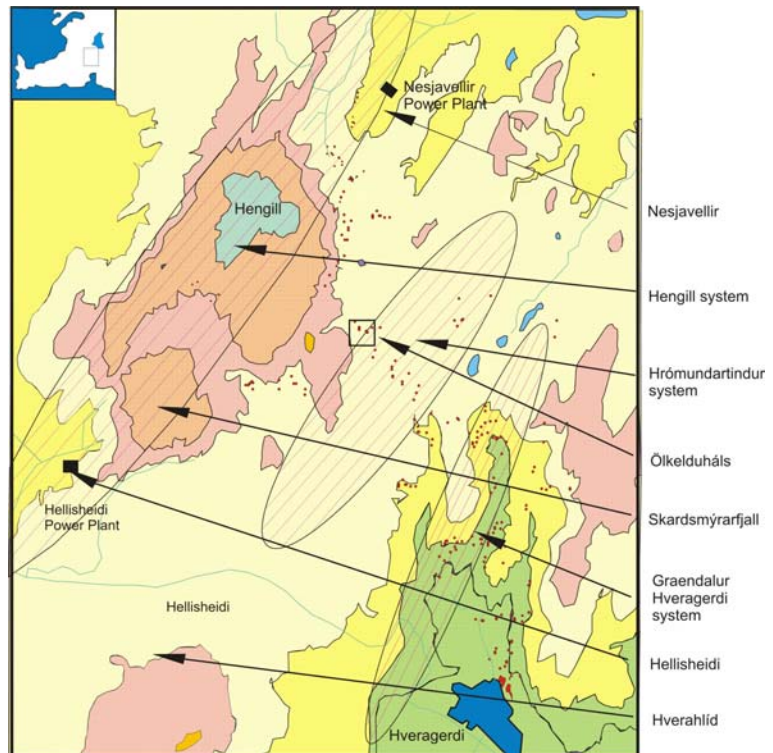 Nesjavellir
Power Plant
Hengill
Nesjavellir
Hengill system
Hrómundartindur
system
Ölkelduháls
Skardsmýrarfjall
Hellisheidi
Power Plant
Graendalur
Hveragerdi
system
Hellisheidi
Hellisheidi
Hverahlíd
Hveragerdi